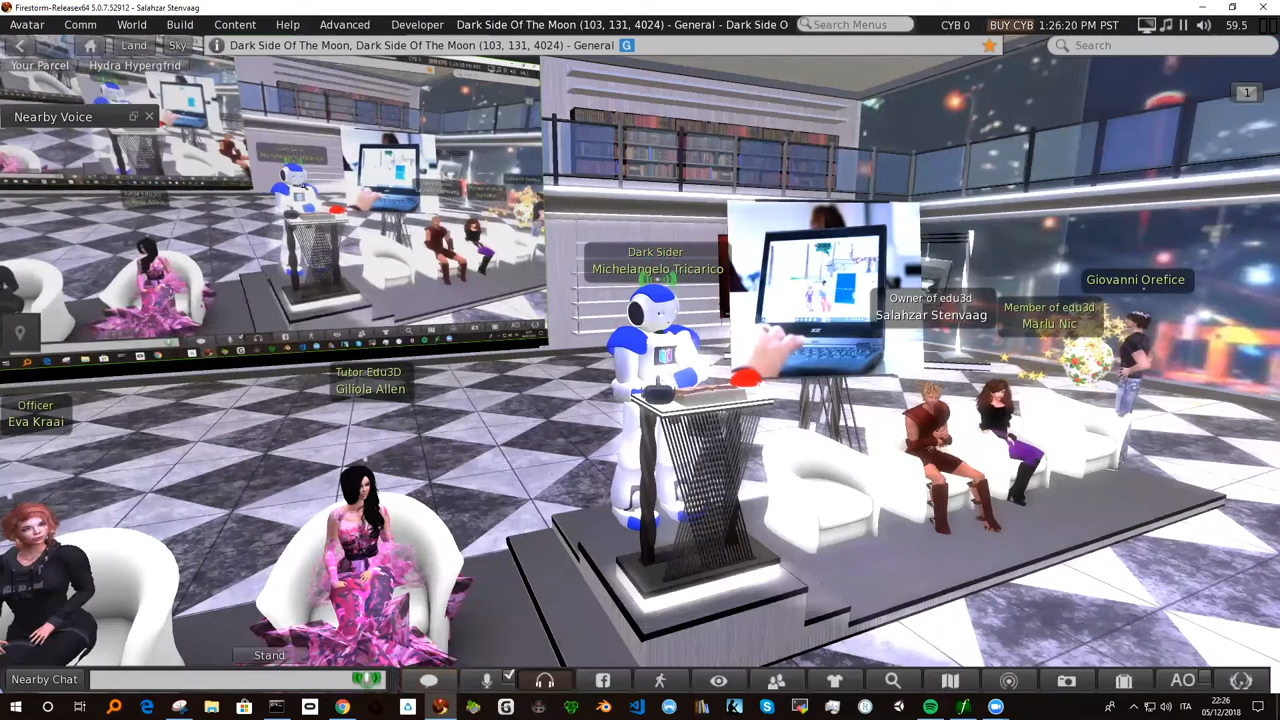 Firestorm-Releasex64 5.0.7.52912 - Salahzar Stenvaag
Avatar Comm World Build Content Help Advanced Developer Dark Side Of The Moon (103, 131, 4024) - General - Dark Side O Search Menus CYB 0 BUY CYB 1:26:20 PM PST 59.5
Land Sky Dark Side Of The Moon, Dark Side Of The Moon (103, 131, 4024) - General G Search
Your Parcel Hydra Hypergfrid
1
Nearby Voice
Dark Sider
Michelangelo Tricarico
Giovanni Orefice
Owner of edu3d
Salahzar Stenvaag
Member of edu3d
Marlu Nic
Tutor Edu3D
Giliola Allen
Officer
Eva Kraai
Michelangelo Tricarico
acer
Stand
Nearby Chat
AO
ITA
22:26
05/12/2018